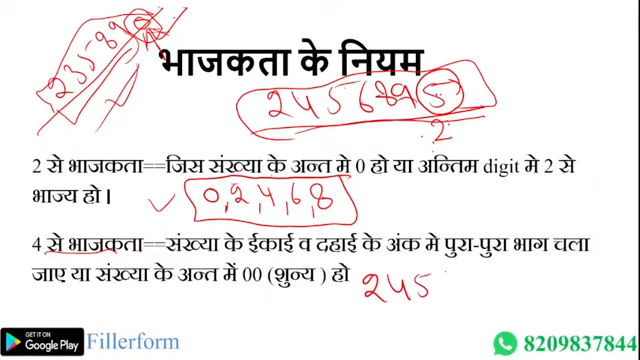 भाजकता के नियम
2
2 से भाजकता==जिस संख्या के अन्त मे 0 हो या अन्तिम digit मे 2 से
भाज्य हो।
0,2,4,6,8
4 से भाजकता==संख्या के ईकाई व दहाई के अंक मे पुरा-पुरा भाग चला
जाए या संख्या के अन्त में 00 (शुन्य ) हो
245
GET IT ON
Google Play
Fillerform
8209837844